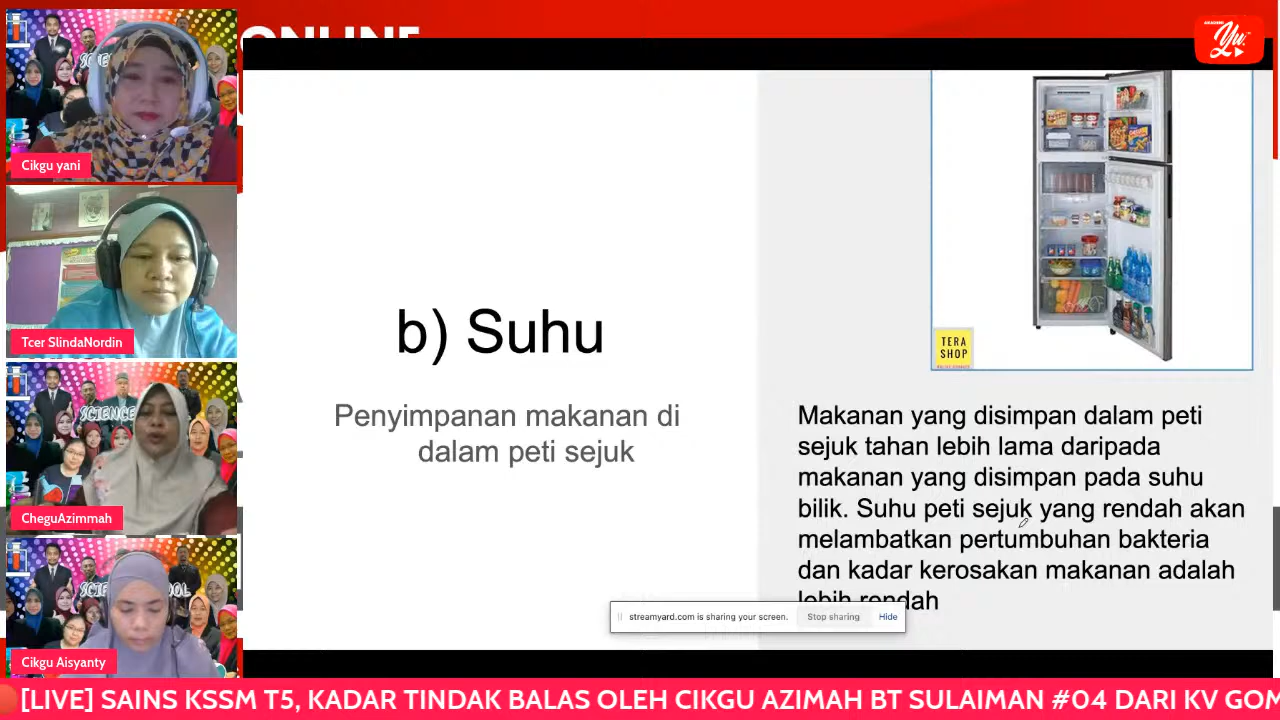 ONLINE
Yu.
Cikgu yani
Tcer SlindaNordin
CheguAzimmah
Cikgu Aisyanty
b) Suhu
Penyimpanan makanan di
dalam peti sejuk
TERA
SHOP
Makanan yang disimpan dalam peti
sejuk tahan lebih lama daripada
makanan yang disimpan pada suhu
bilik. Suhu peti sejuk yang rendah akan
melambatkan pertumbuhan bakteria
dan kadar kerosakan makanan adalah
lebih rendah
streamyard.com is sharing your screen. Stop sharing Hide
[LIVE] SAINS KSSM T5, KADAR TINDAK BALAS OLEH CIKGU AZIMAH BT SULAIMAN #04 DARI KV GOM